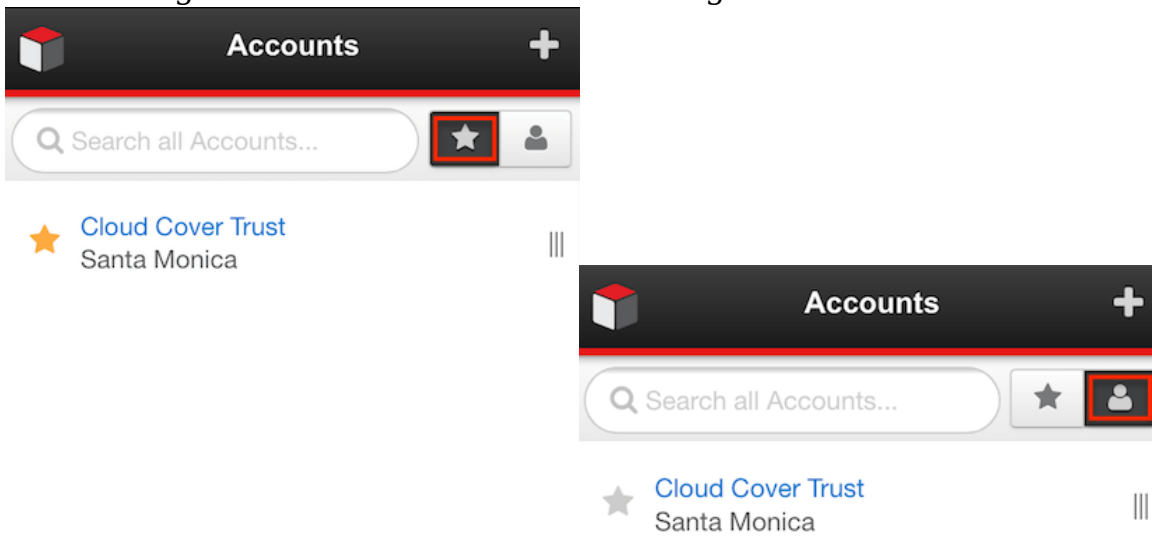 Accounts
Search all Accounts...
Cloud Cover Trust
Santa Monica
Accounts
Search all Accounts...
Cloud Cover Trust
Santa Monica